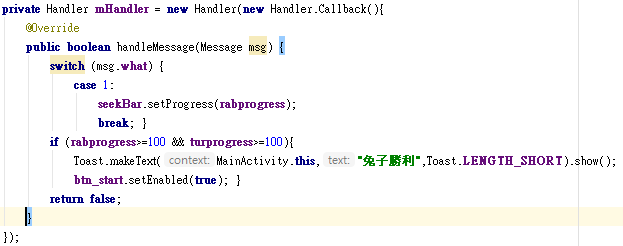 private Handler mHandler = new Handler(new Handler.Callback(){
@Override
public boolean handleMessage(Message msg) {
switch (msg.what) {
case 1:
seekBar.setProgress(rabprogress);
break; }
if (rabprogress>=100 && turprogress>=100){
Toast.makeText( context: MainActivity.this, text: "兔子勝利",Toast.LENGTH_SHORT).show();
btn_start.setEnabled(true); }
return false;
}
});